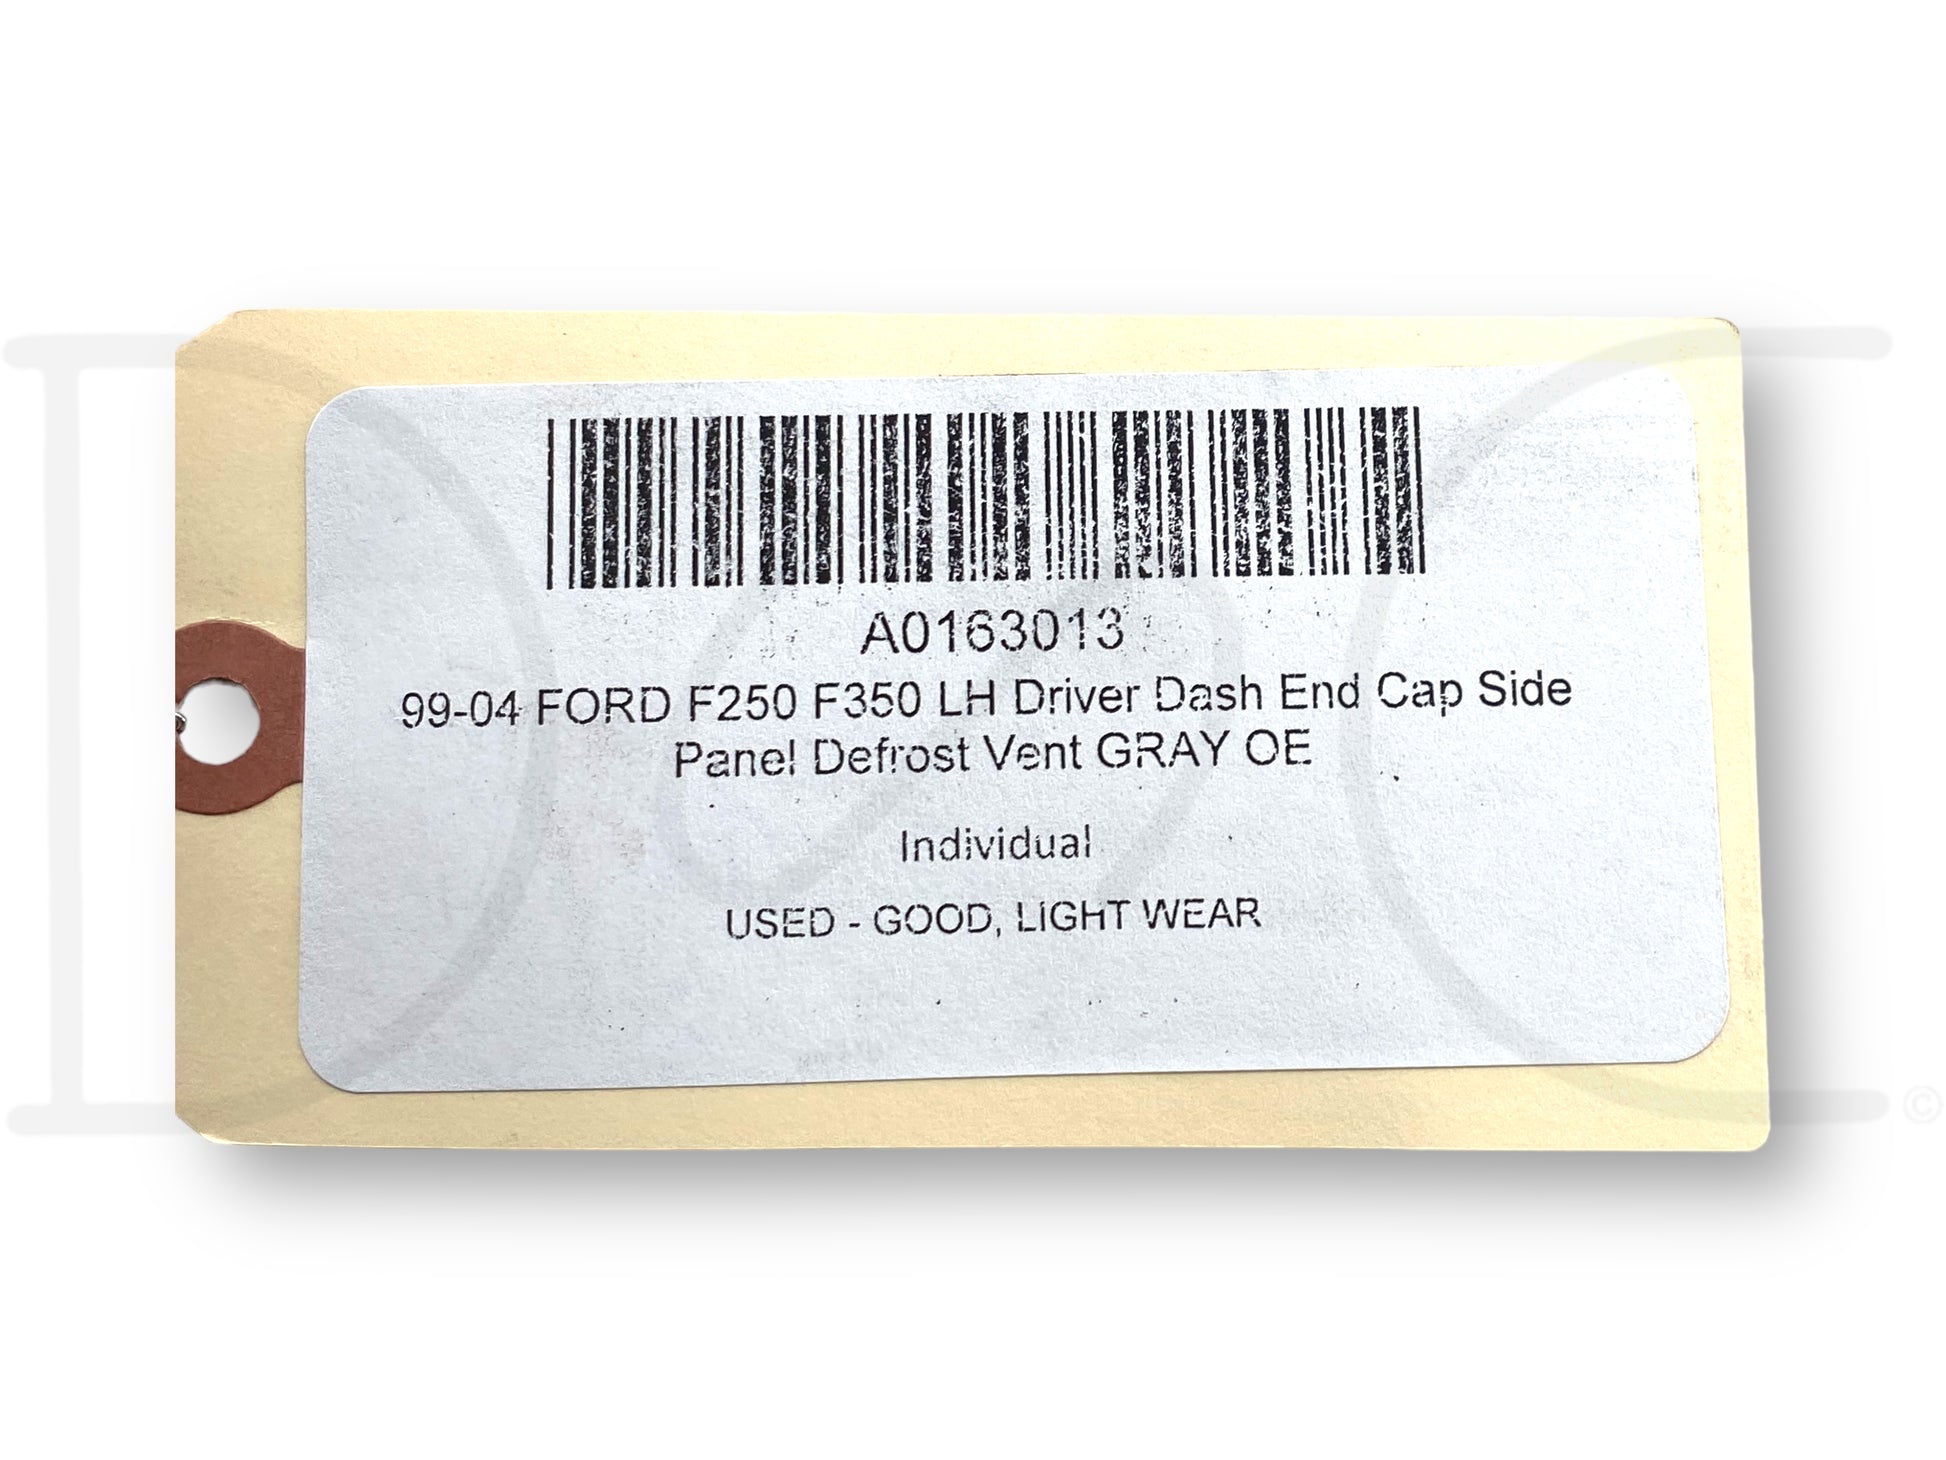 A0163013
99-04 FORD F250 F350 LH Driver Dash End Cap Side
Panel Defrost Vent GRAY OE
Individual
USED - GOOD, LIGHT WEAR
©